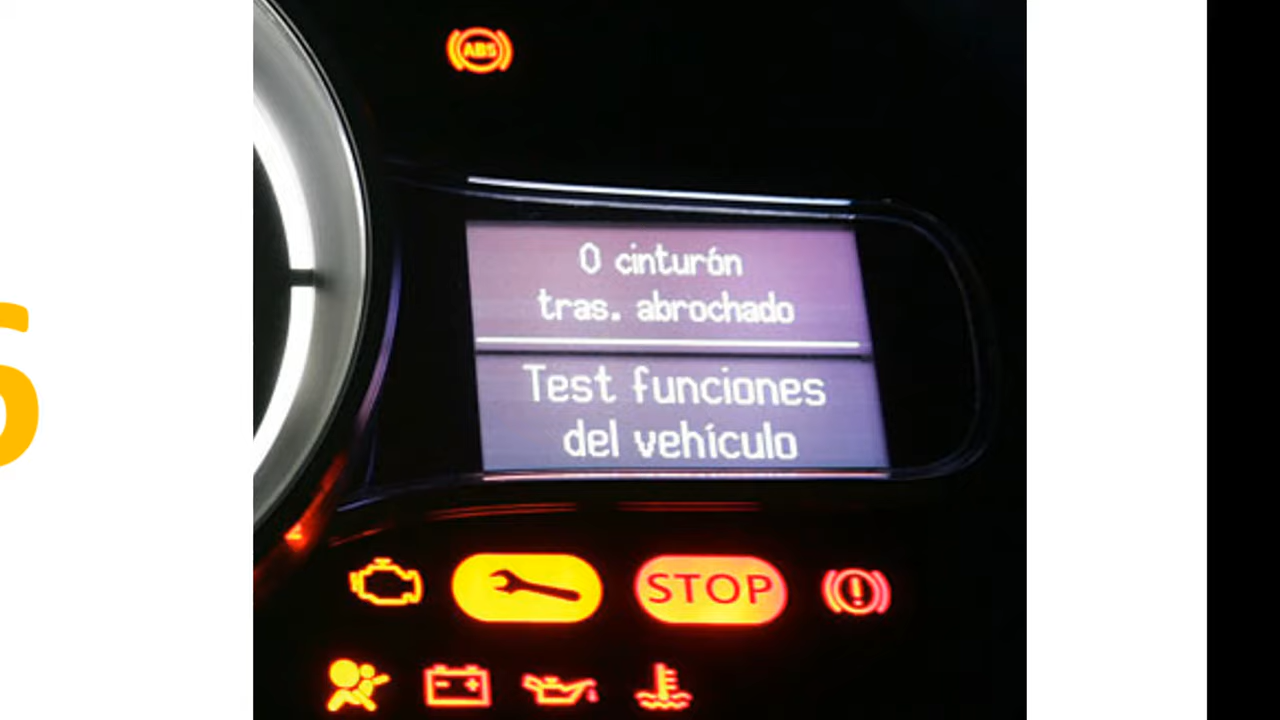 ABS
0 cinturón
tras. abrochado
Test funciones
del vehículo
STOP